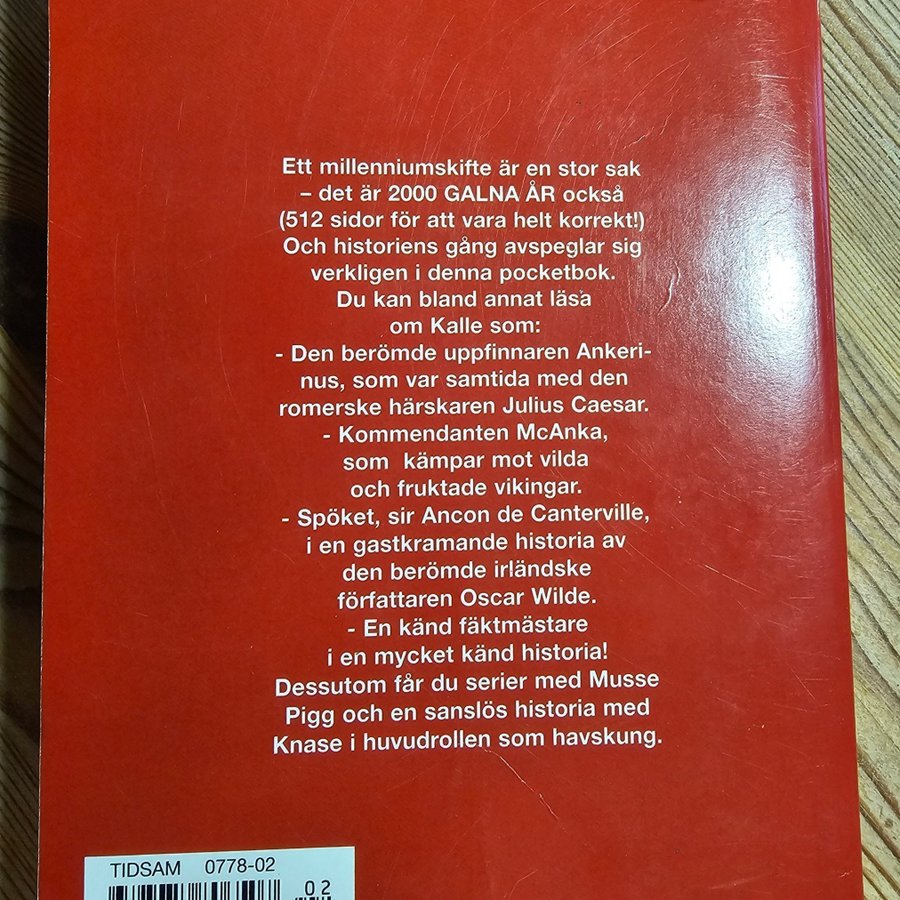 Ett millenniumskifte är en stor sak
– det är 2000 GALNA ÅR också
(512 sidor för att vara helt korrekt!)
Och historiens gång avspeglar sig
verkligen i denna pocketbok.
Du kan bland annat läsa
om Kalle som:
- Den berömde uppfinnaren Ankeri-
nus, som var samtida med den
romerske härskaren Julius Caesar.
- Kommendanten McAnka,
som kämpar mot vilda
och fruktade vikingar.
- Spöket, sir Ancon de Canterville,
i en gastkramande historia av
den berömde irländske
författaren Oscar Wilde.
- En känd fäktmästare
i en mycket känd historia!
Dessutom får du serier med Musse
Pigg och en sanslös historia med
Knase i huvudrollen som havskung.
TIDSAM 0778-02
02